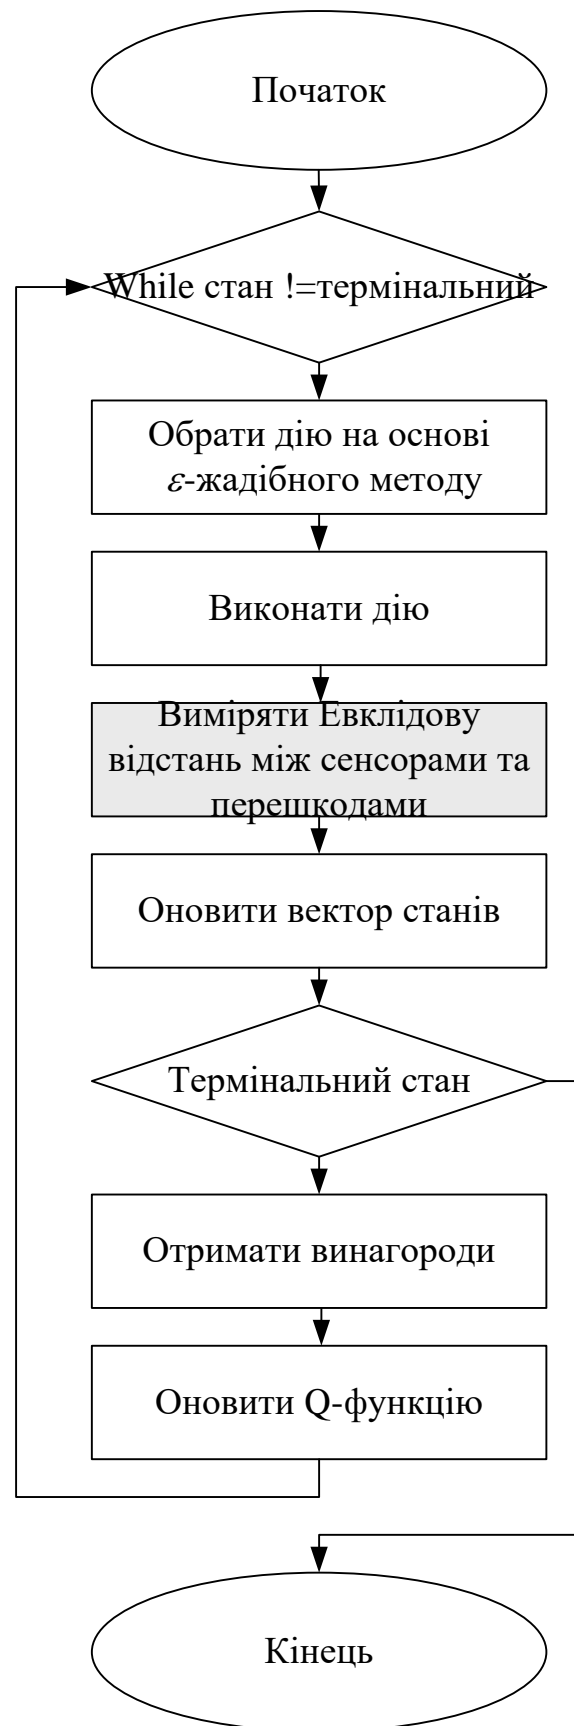 Початок
While стан !=термінальний
Обрати дію на основі
ε-жадібного методу
Виконати дію
Виміряти Евклідову
відстань між сенсорами та
перешкодами
Оновити вектор станів
Термінальний стан
Отримати винагороди
Оновити Q-функцію
Кінець